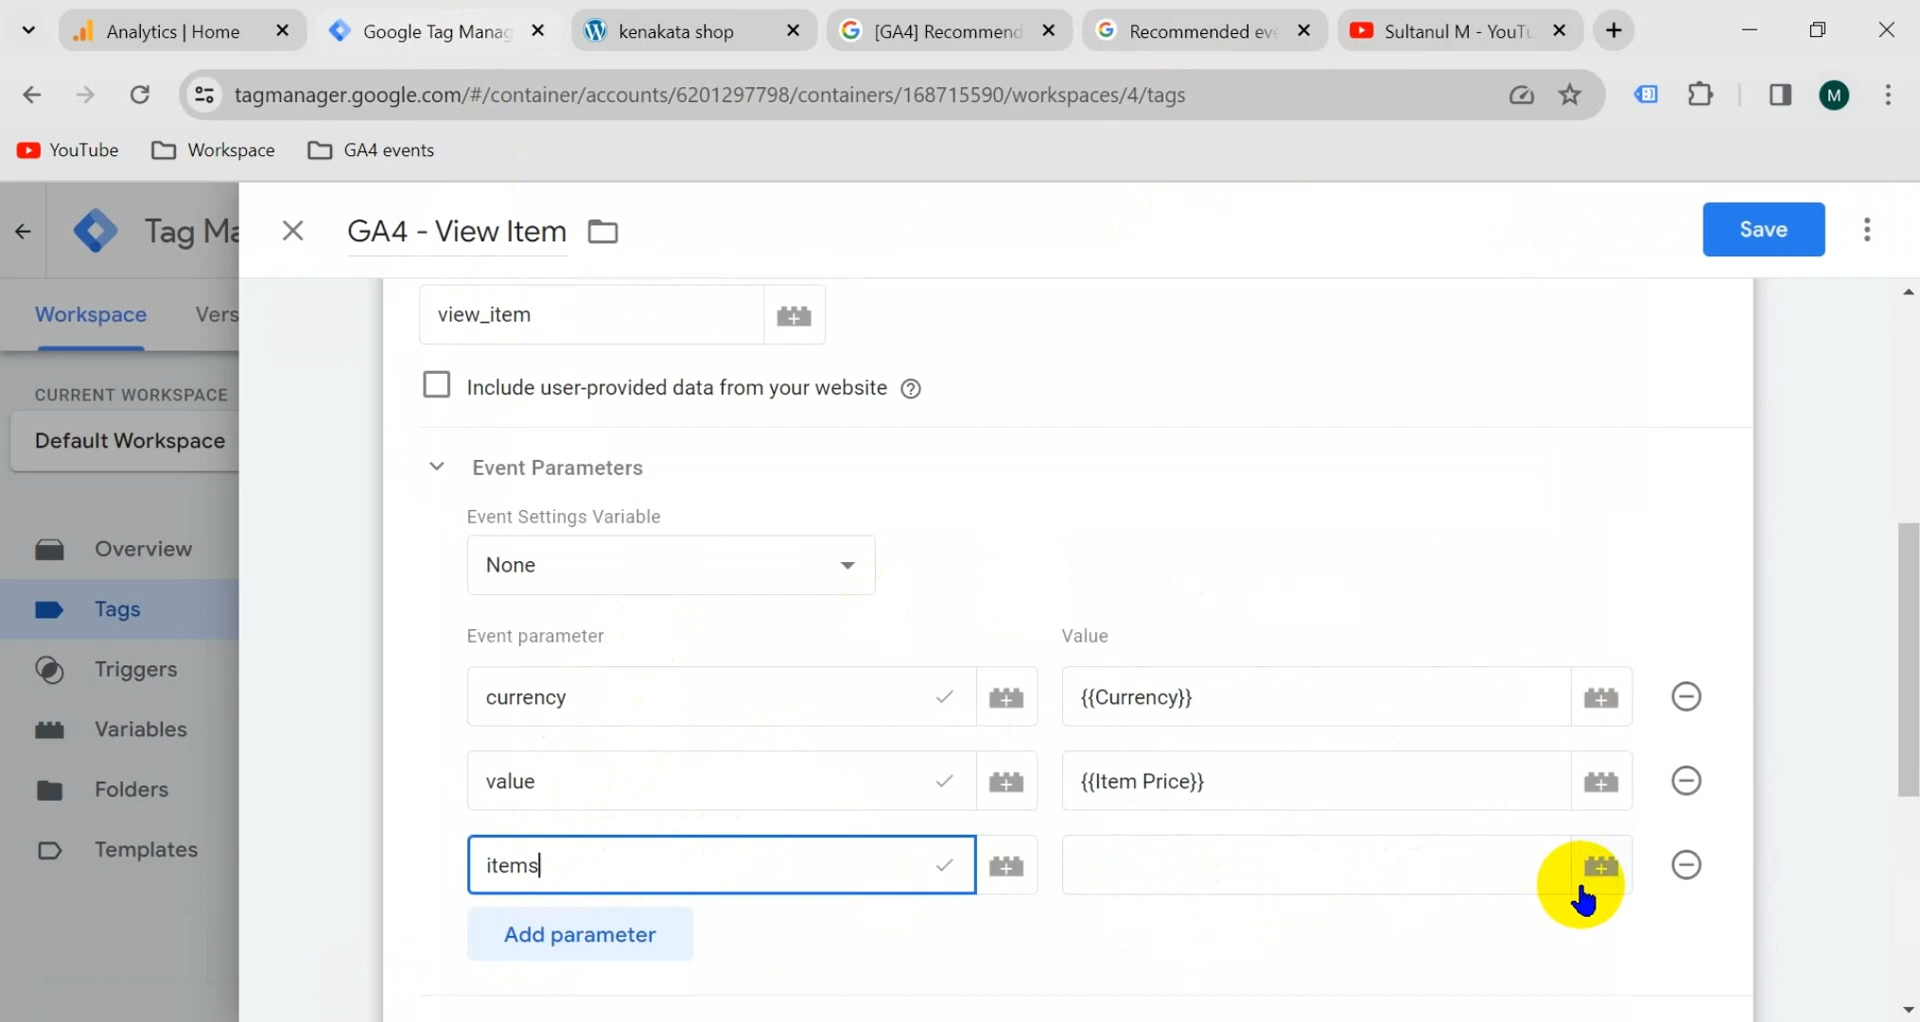 Analytics | Home
Google Tag Manag
kenakata shop
[GA4] Recommend
Recommended eve
Sultanul M - YouTu
tagmanager.google.com/#/container/accounts/6201297798/containers/168715590/workspaces/4/tags
M
YouTube
Workspace
GA4 events
Tag Ma
GA4 - View Item
Save
Workspace
Vers
view_item
Include user-provided data from your website
CURRENT WORKSPACE
Default Workspace
Event Parameters
Event Settings Variable
None
Overview
Tags
Triggers
Variables
Folders
Templates
Event parameter
Value
currency
{{Currency}}
value
{{Item Price}}
items
Add parameter